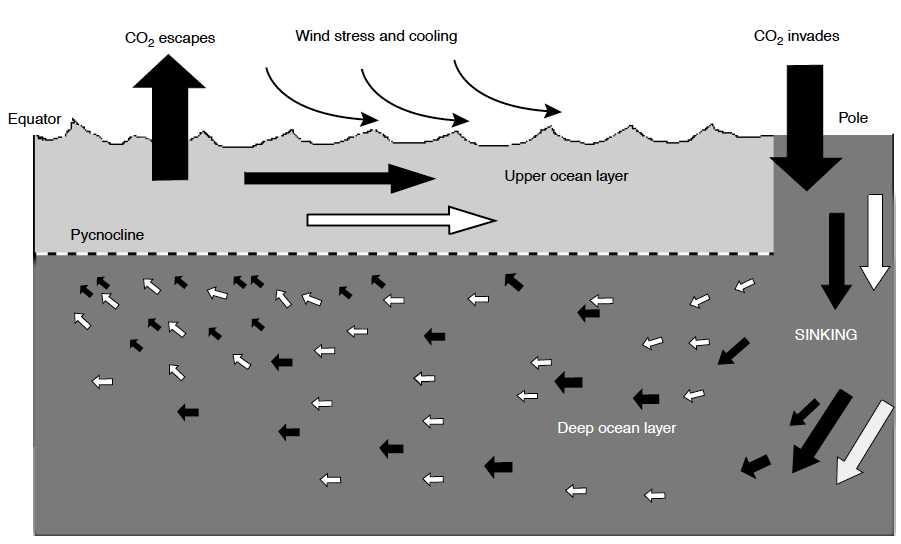 CO₂ escapes
Wind stress and cooling
CO₂ invades
Equator
Pole
Upper ocean layer
Pycnocline
SINKING
Deep ocean layer